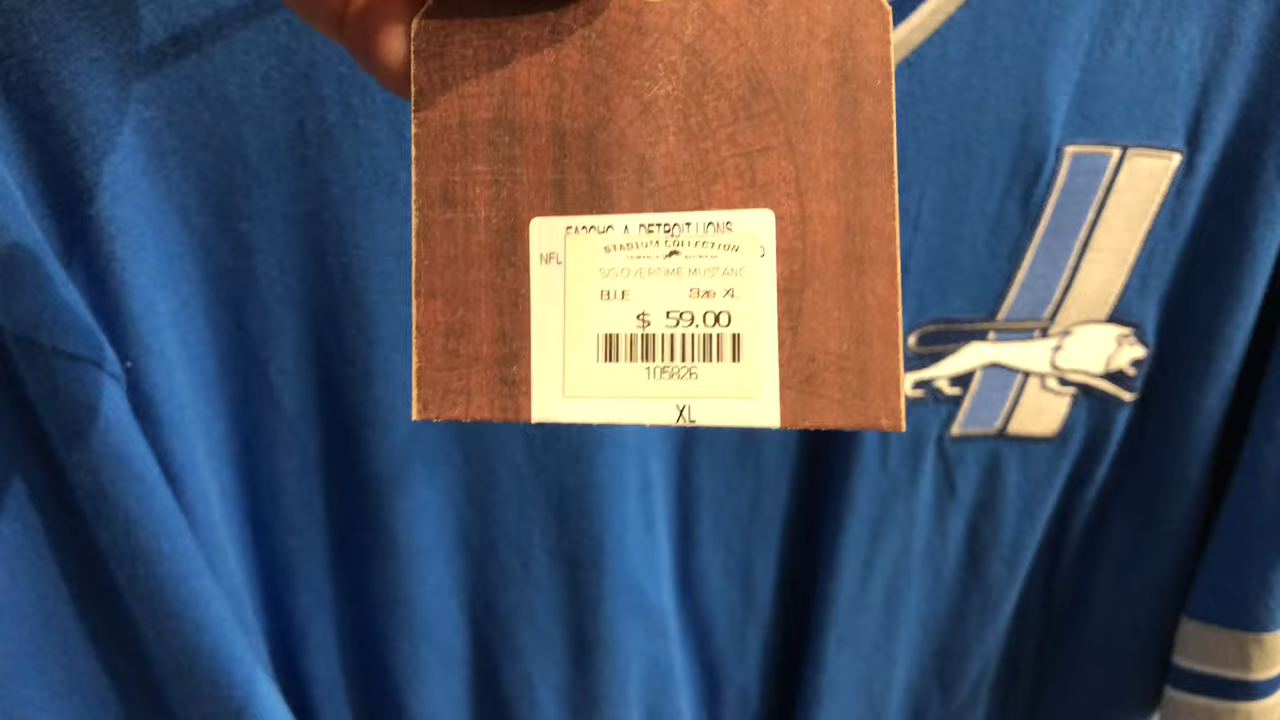 A DETROIT LIONS
NFL
STADIUM COLLECTION
S/S OVERTIME MUSTANG
BLUE Size XL
$ 59.00
105826
XL